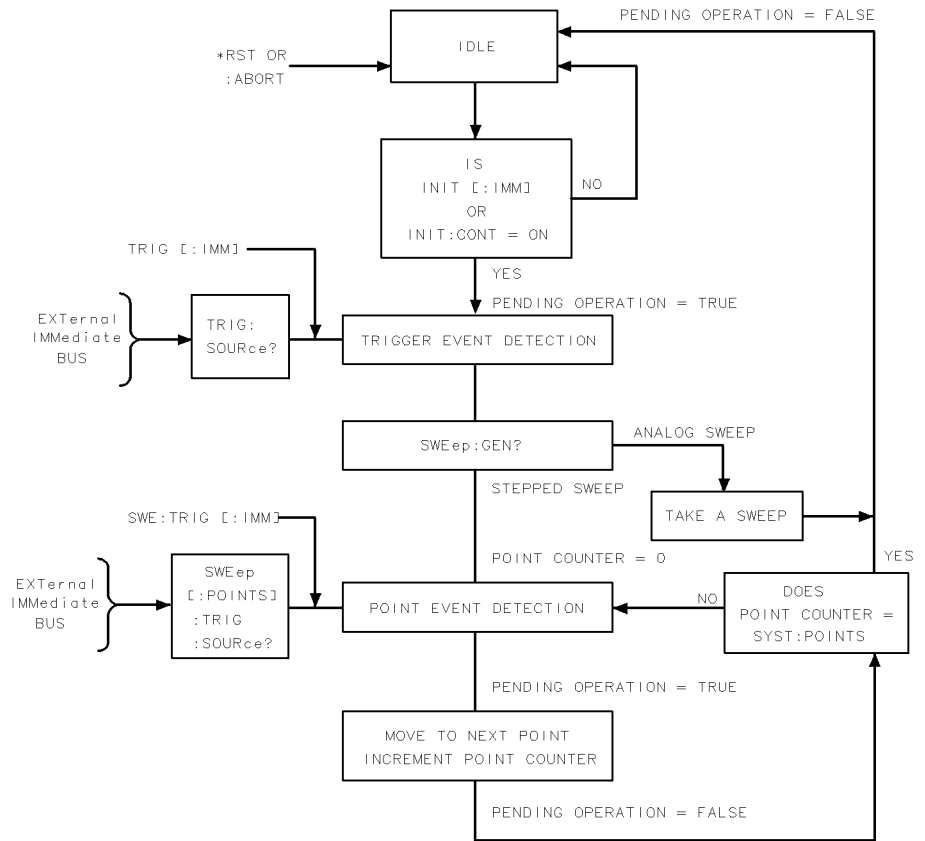 PENDING OPERATION = FALSE
IDLE
*RST OR
:ABORT
IS
INIT [:IMM]
OR
INIT:CONT = ON
NO
TRIG [:IMM]
YES
PENDING OPERATION = TRUE
EXTernal
IMMediate
BUS
TRIG:
SOURce?
TRIGGER EVENT DETECTION
SWEep:GEN?
ANALOG SWEEP
STEPPED SWEEP
TAKE A SWEEP
SWE:TRIG [:IMM]
POINT COUNTER = 0
YES
EXTernal
IMMediate
BUS
SWEep
[:POINTS]
:TRIG
:SOURce?
POINT EVENT DETECTION
NO
DOES
POINT COUNTER =
SYST:POINTS
PENDING OPERATION = TRUE
MOVE TO NEXT POINT
INCREMENT POINT COUNTER
PENDING OPERATION = FALSE